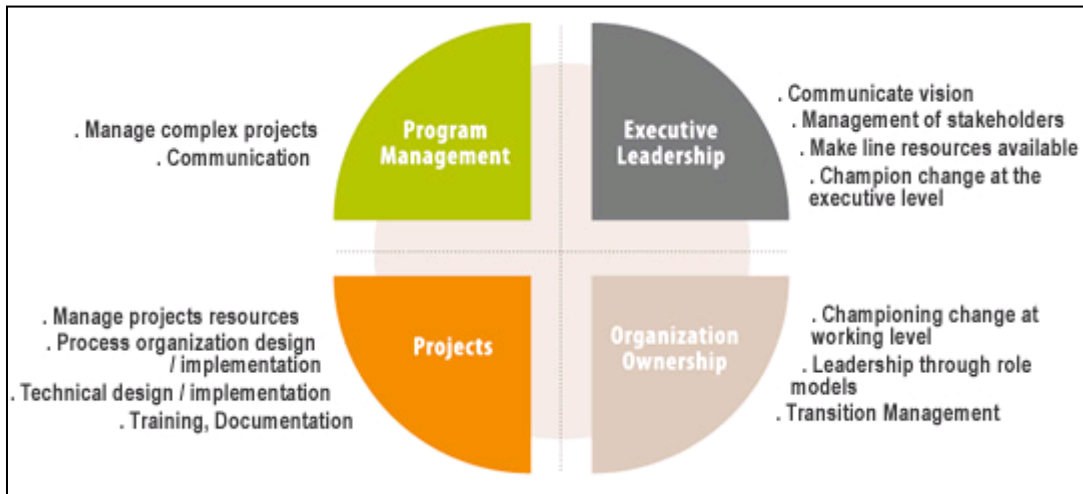 . Manage complex projects
. Communication
Program
Management
Executive
Leadership
. Communicate vision
. Management of stakeholders
. Make line resources available
. Champion change at the
executive level
. Manage projects resources
. Process organization design
/ implementation
. Technical design / implementation
. Training, Documentation
Projects
Organization
Ownership
. Championing change at
working level
. Leadership through role
models
. Transition Management